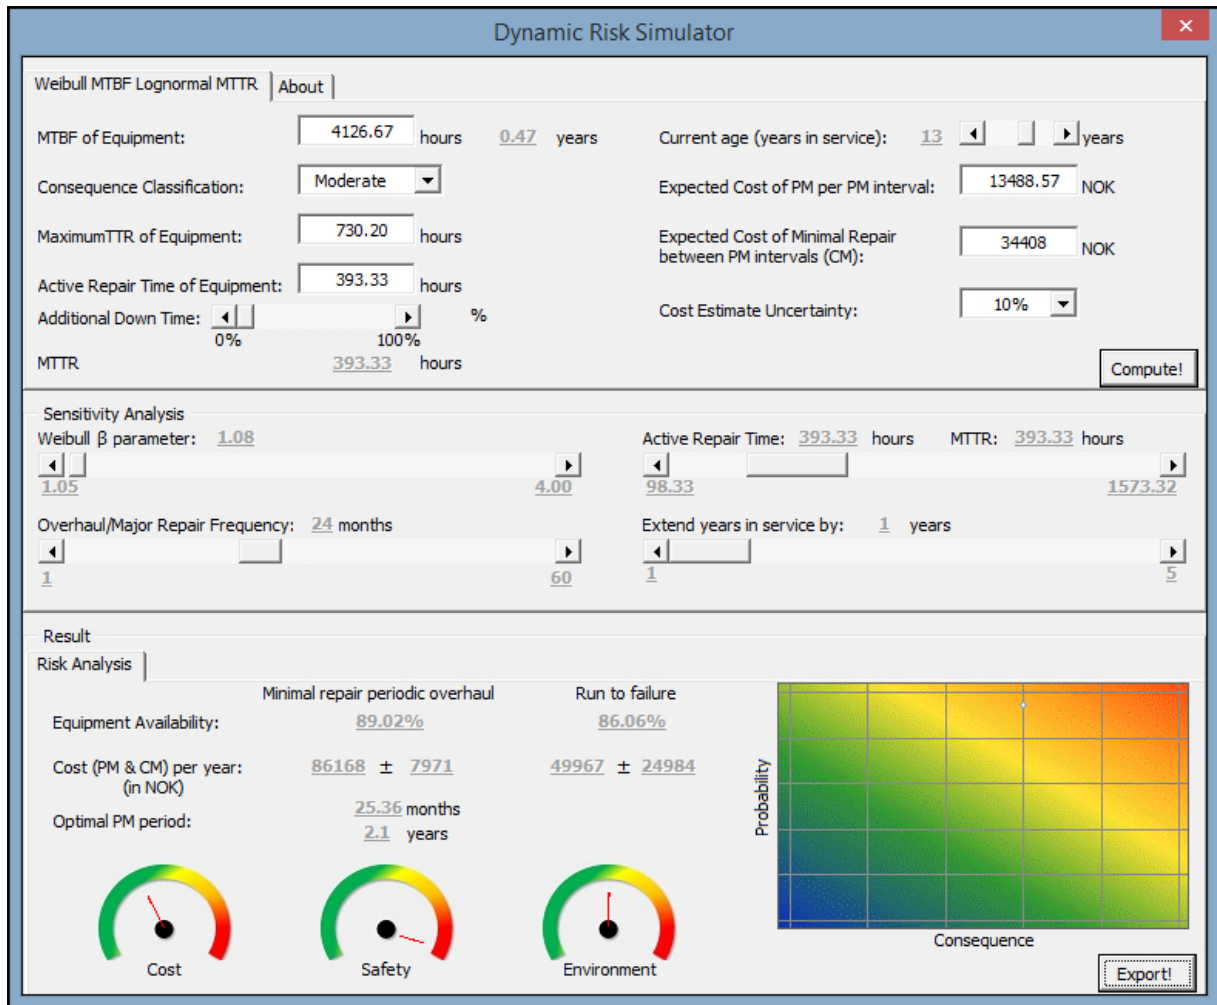 Dynamic Risk Simulator
Weibull MTBF Lognormal MTTR About
MTBF of Equipment: 4126.67 hours 0.47 years
Current age (years in service): 13 years
Consequence Classification: Moderate
Expected Cost of PM per PM interval: 13488.57 NOK
MaximumTTR of Equipment: 730.20 hours
Expected Cost of Minimal Repair
between PM intervals (CM): 34408 NOK
Active Repair Time of Equipment: 393.33 hours
Additional Down Time: %
0% 100%
Cost Estimate Uncertainty: 10%
MTTR 393.33 hours
Compute!
Sensitivity Analysis
Weibull β parameter: 1.08
1.05 4.00
Active Repair Time: 393.33 hours MTTR: 393.33 hours
98.33 1573.32
Overhaul/Major Repair Frequency: 24 months
1 60
Extend years in service by: 1 years
1 5
Result
Risk Analysis
Minimal repair periodic overhaul Run to failure
Equipment Availability: 89.02% 86.06%
Cost (PM & CM) per year: 86168 ± 7971 49967 ± 24984
(in NOK)
Optimal PM period: 25.36 months
2.1 years
Cost Safety Environment
Probability
Consequence
Export!